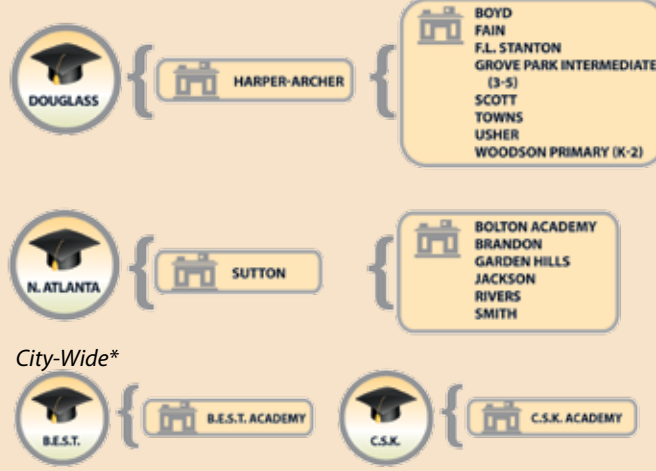 DOUGLASS
HARPER-ARCHER
BOYD
FAIN
F.L. STANTON
GROVE PARK INTERMEDIATE
(3-5)
SCOTT
TOWNS
USHER
WOODSON PRIMARY (K-2)
N. ATLANTA
SUTTON
BOLTON ACADEMY
BRANDON
GARDEN HILLS
JACKSON
RIVERS
SMITH
City-Wide*
B.E.S.T.
B.E.S.T. ACADEMY
C.S.K.
C.S.K. ACADEMY